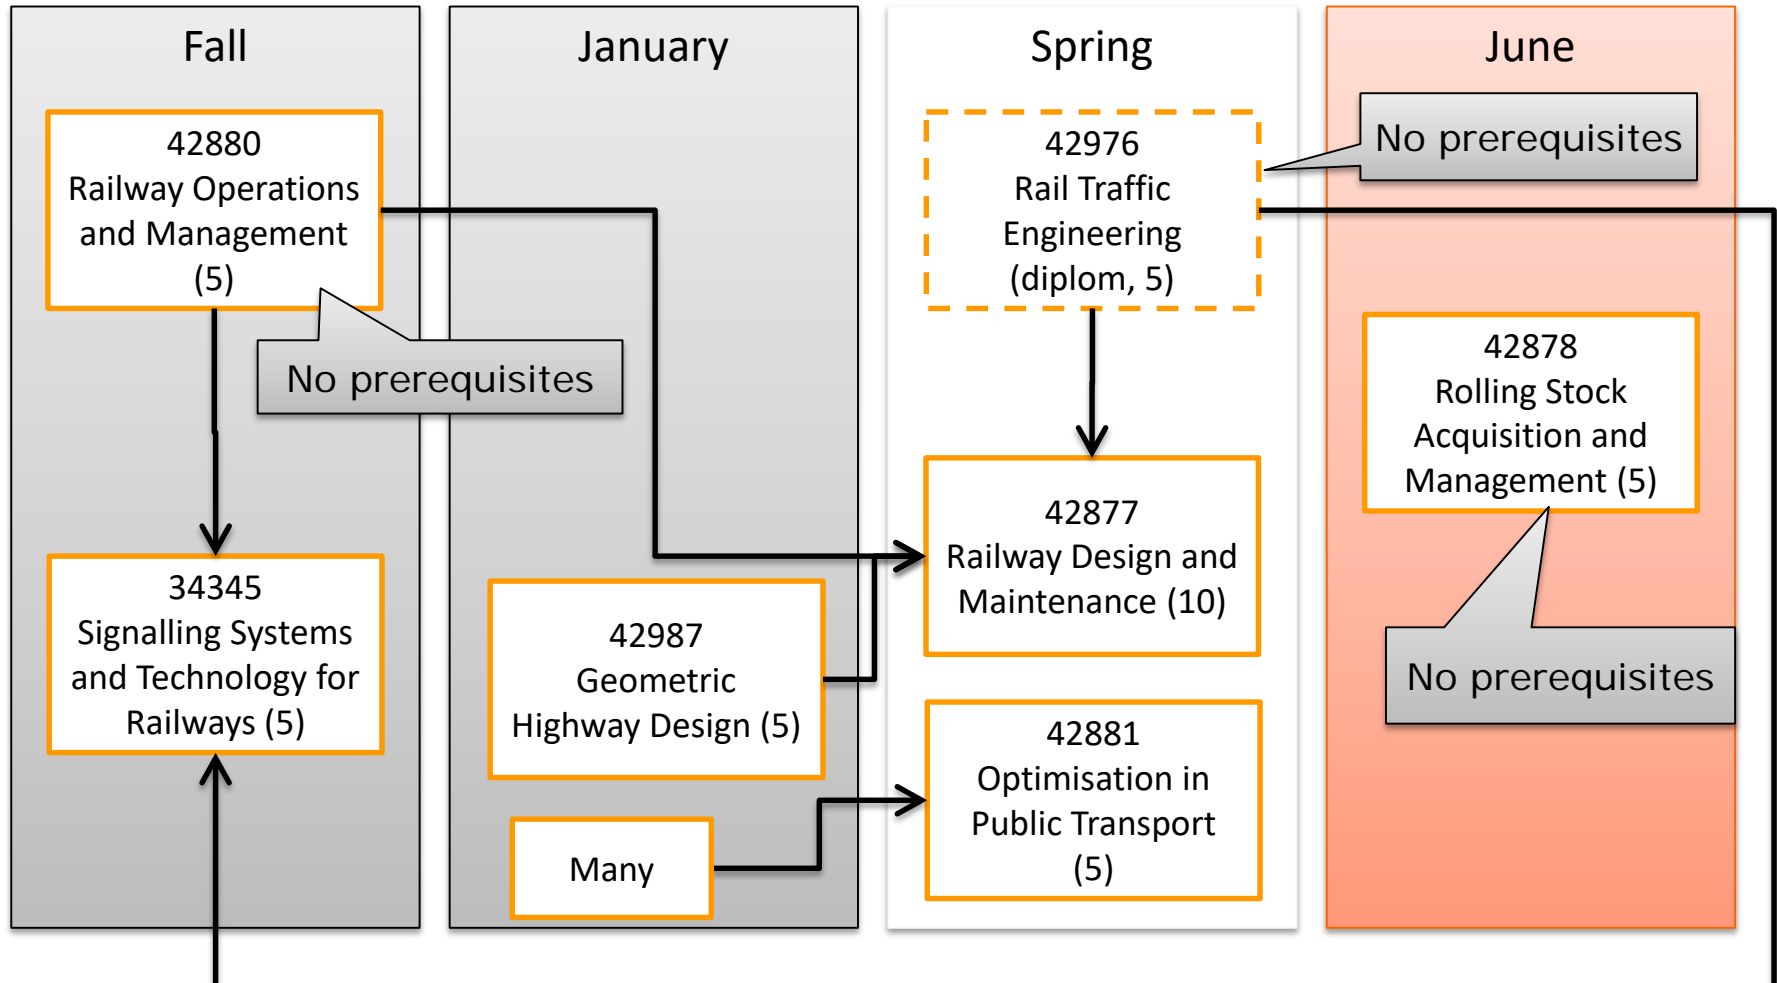 Fall
42880
Railway Operations
and Management
(5)
No prerequisites
34345
Signalling Systems
and Technology for
Railways (5)
January
42987
Geometric
Highway Design (5)
Many
Spring
42976
Rail Traffic
Engineering
(diplom, 5)
No prerequisites
42877
Railway Design and
Maintenance (10)
42881
Optimisation in
Public Transport
(5)
June
42878
Rolling Stock
Acquisition and
Management (5)
No prerequisites